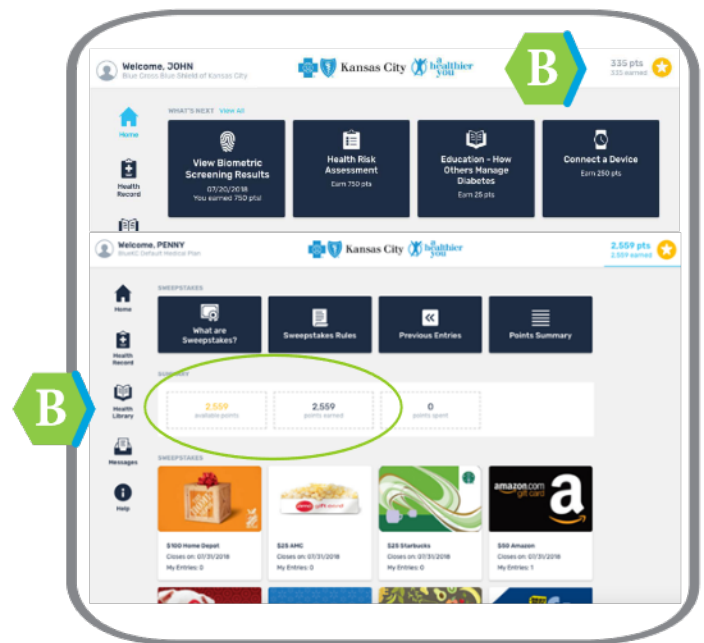 Welcome, JOHN
Blue Cross Blue Shield of Kansas City
Kansas City
a healthier you
B
335 pts
335 earned
WHAT'S NEXT View All
Home
Health Record
View Biometric Screening Results
07/20/2018
You earned 750 pts!
Health Risk Assessment
Earn 750 pts
Education - How Others Manage Diabetes
Earn 25 pts
Connect a Device
Earn 250 pts
Welcome, PENNY
BlueKC Default Medical Plan
Kansas City
a healthier you
2,559 pts
2,559 earned
SWEEPSTAKES
Home
Health Record
B
Health Library
Messages
Help
What are Sweepstakes?
Sweepstakes Rules
Previous Entries
Points Summary
SUMMARY
2,559
available points
2,559
points earned
0
points spent
SWEEPSTAKES
amazon.com
gift card
a
$100 Home Depot
Closes on: 07/31/2018
My Entries: 0
$25 AMC
Closes on: 07/31/2018
My Entries: 0
$25 Starbucks
Closes on: 07/31/2018
My Entries: 0
$50 Amazon
Closes on: 07/31/2018
My Entries: 1